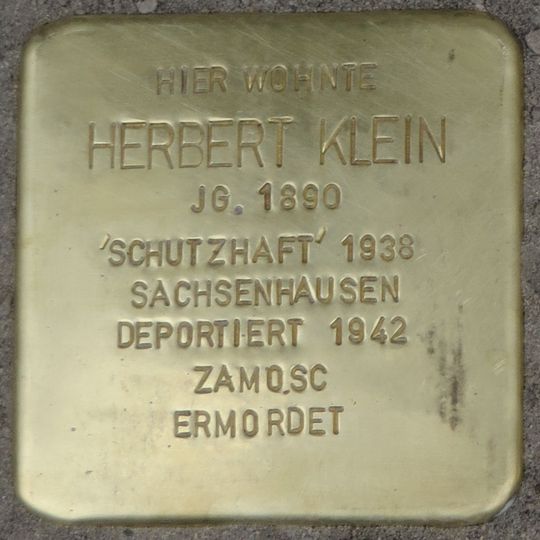 HIER WOHNTE
HERBERT KLEIN
JG. 1890
'SCHUTZHAFT' 1938
SACHSENHAUSEN
DEPORTIERT 1942
ZAMOSC
ERMORDET